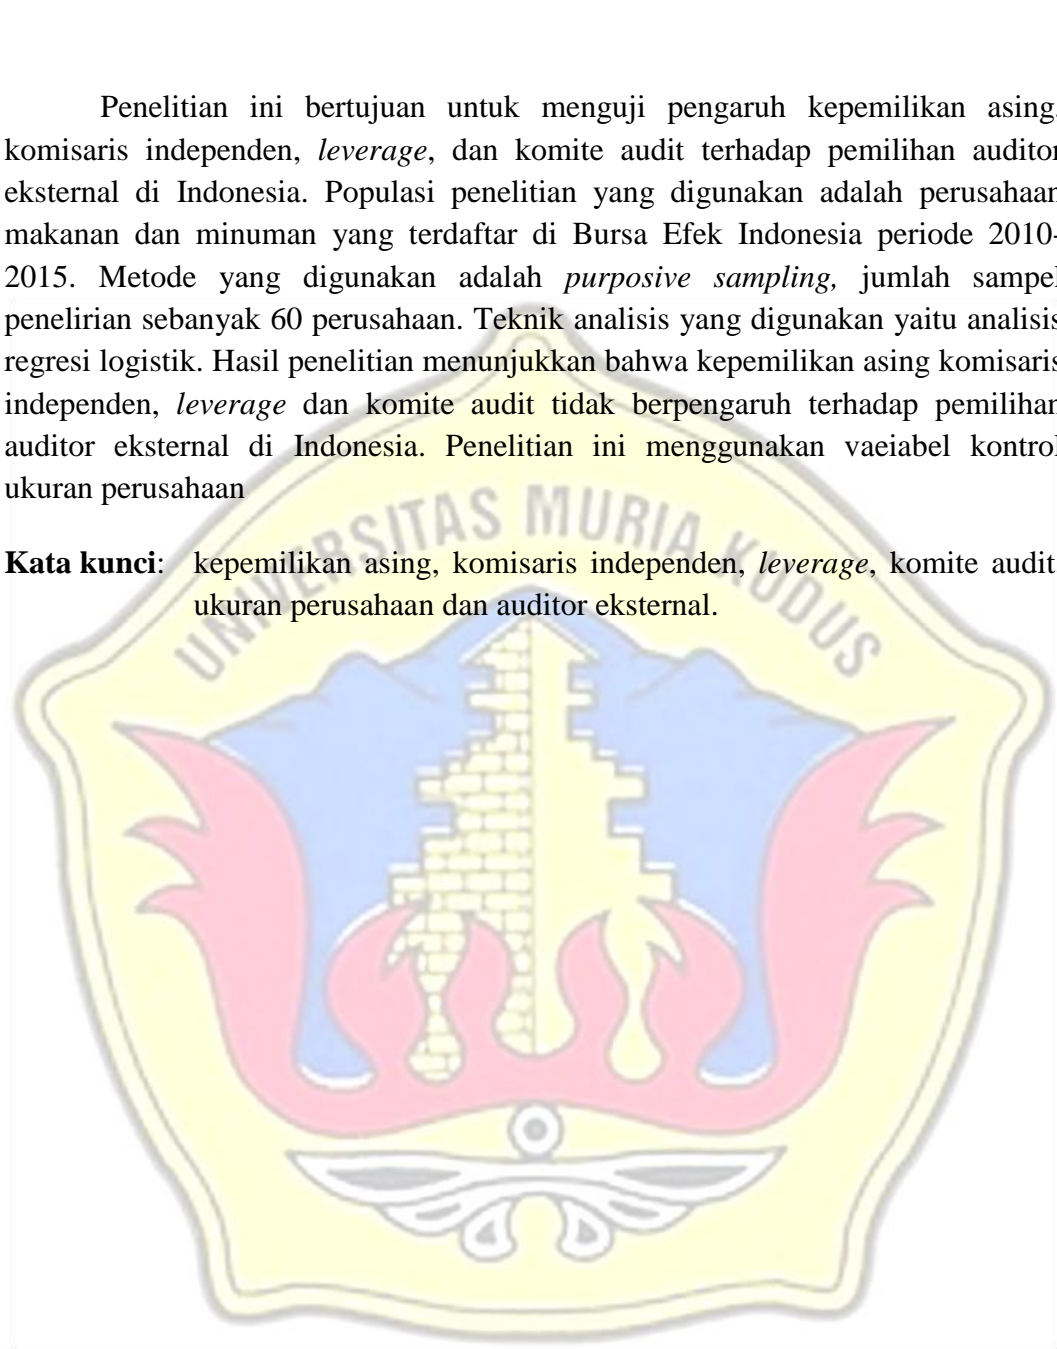 Penelitian ini bertujuan untuk menguji pengaruh kepemilikan asing,
komisaris independen, leverage, dan komite audit terhadap pemilihan auditor
eksternal di Indonesia. Populasi penelitian yang digunakan adalah perusahaan
makanan dan minuman yang terdaftar di Bursa Efek Indonesia periode 2010-
2015. Metode yang digunakan adalah purposive sampling, jumlah sampel
penelirian sebanyak 60 perusahaan. Teknik analisis yang digunakan yaitu analisis
regresi logistik. Hasil penelitian menunjukkan bahwa kepemilikan asing komisaris
independen, leverage dan komite audit tidak berpengaruh terhadap pemilihan
auditor eksternal di Indonesia. Penelitian ini menggunakan vaeiabel kontrol
ukuran perusahaan
Kata kunci: kepemilikan asing, komisaris independen, leverage, komite audit
ukuran perusahaan dan auditor eksternal.
UNIVERSITAS MURIA KUDUS